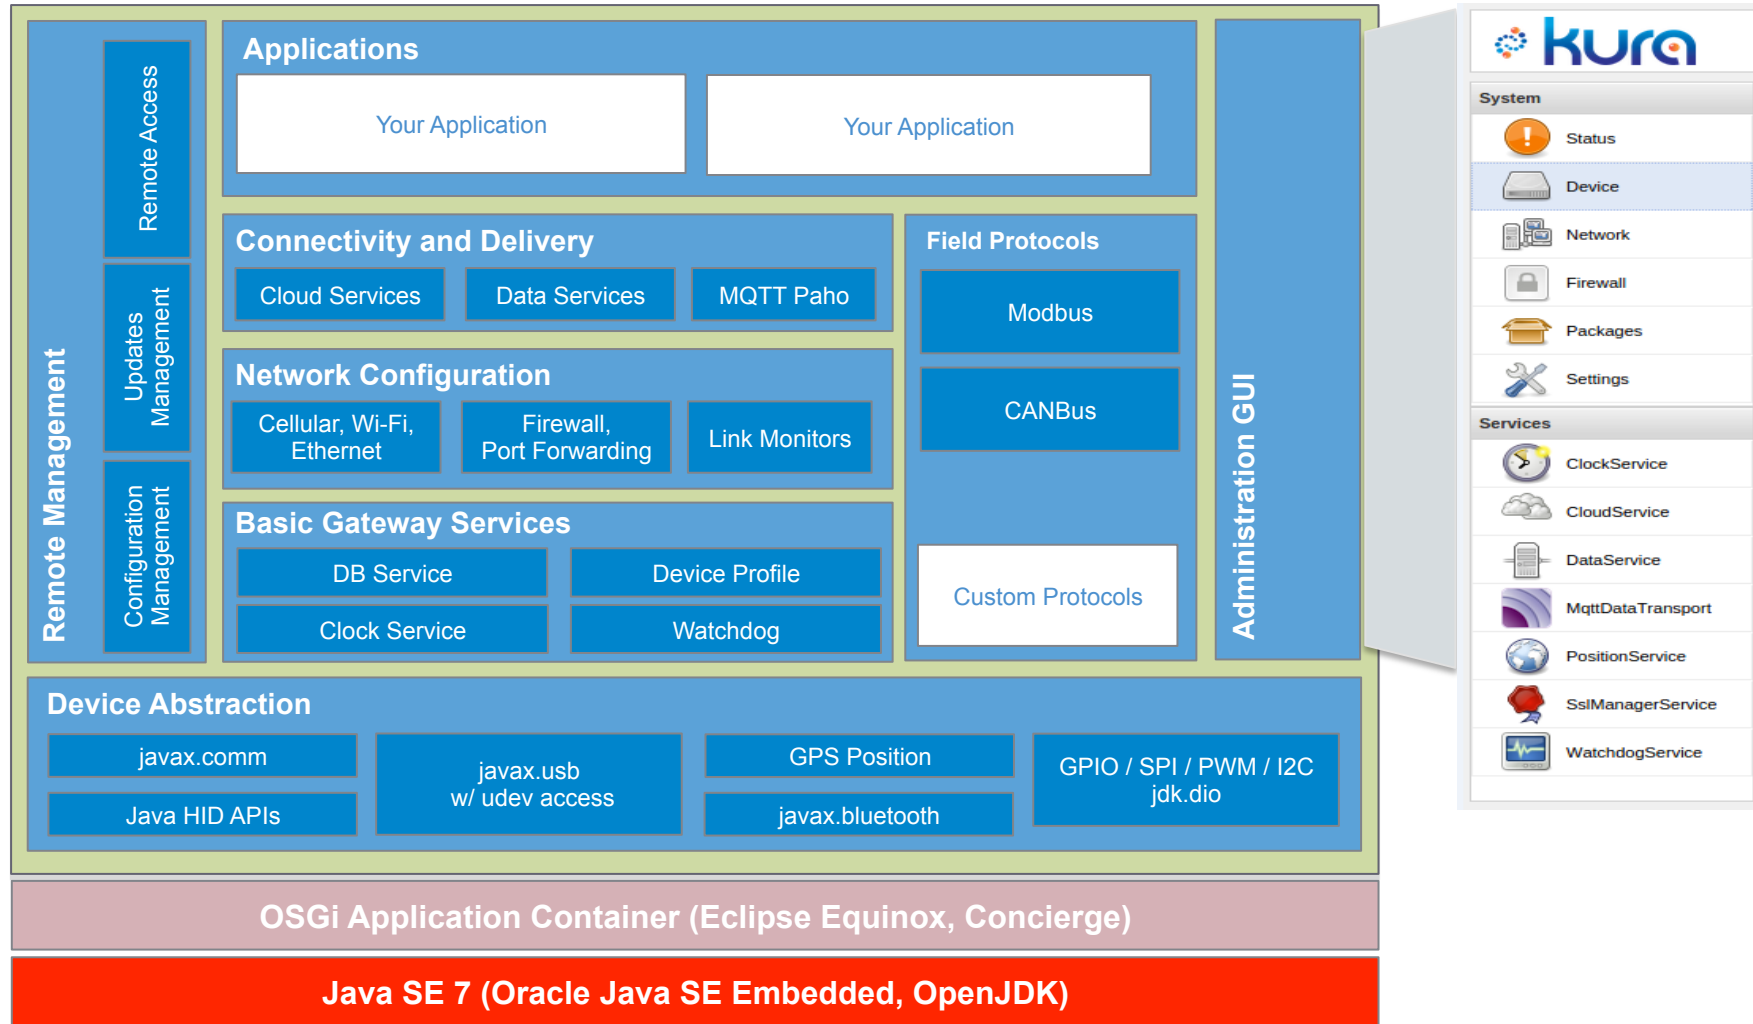 Remote Management
Remote Access
Updates
Management
Configuration
Management
Applications
Your Application
Your Application
Connectivity and Delivery
Cloud Services
Data Services
MQTT Paho
Network Configuration
Cellular, Wi-Fi,
Ethernet
Firewall,
Port Forwarding
Link Monitors
Basic Gateway Services
DB Service
Device Profile
Clock Service
Watchdog
Field Protocols
Modbus
CANBus
Custom Protocols
Administration GUI
Device Abstraction
javax.comm
Java HID APIs
javax.usb
w/ udev access
GPS Position
javax.bluetooth
GPIO / SPI / PWM / I2C
jdk.dio
OSGi Application Container (Eclipse Equinox, Concierge)
Java SE 7 (Oracle Java SE Embedded, OpenJDK)
kura
System
Status
Device
Network
Firewall
Packages
Settings
Services
ClockService
CloudService
DataService
MqttDataTransport
PositionService
SslManagerService
WatchdogService